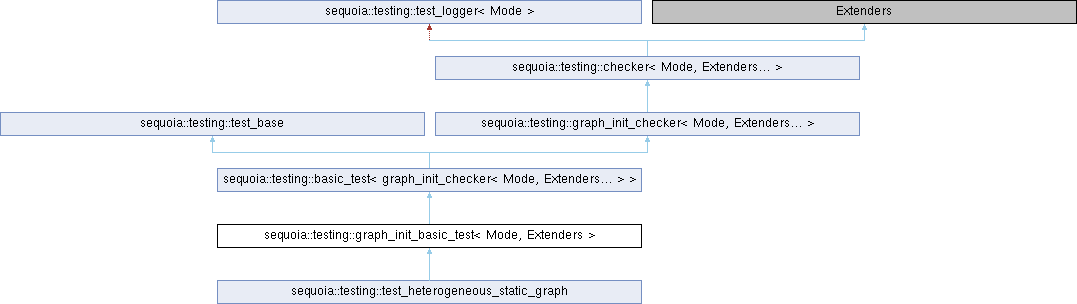 sequoia::testing::test_logger< Mode >
Extenders
sequoia::testing::checker< Mode, Extenders... >
sequoia::testing::test_base
sequoia::testing::graph_init_checker< Mode, Extenders... >
sequoia::testing::basic_test< graph_init_checker< Mode, Extenders... > >
sequoia::testing::graph_init_basic_test< Mode, Extenders >
sequoia::testing::test_heterogeneous_static_graph